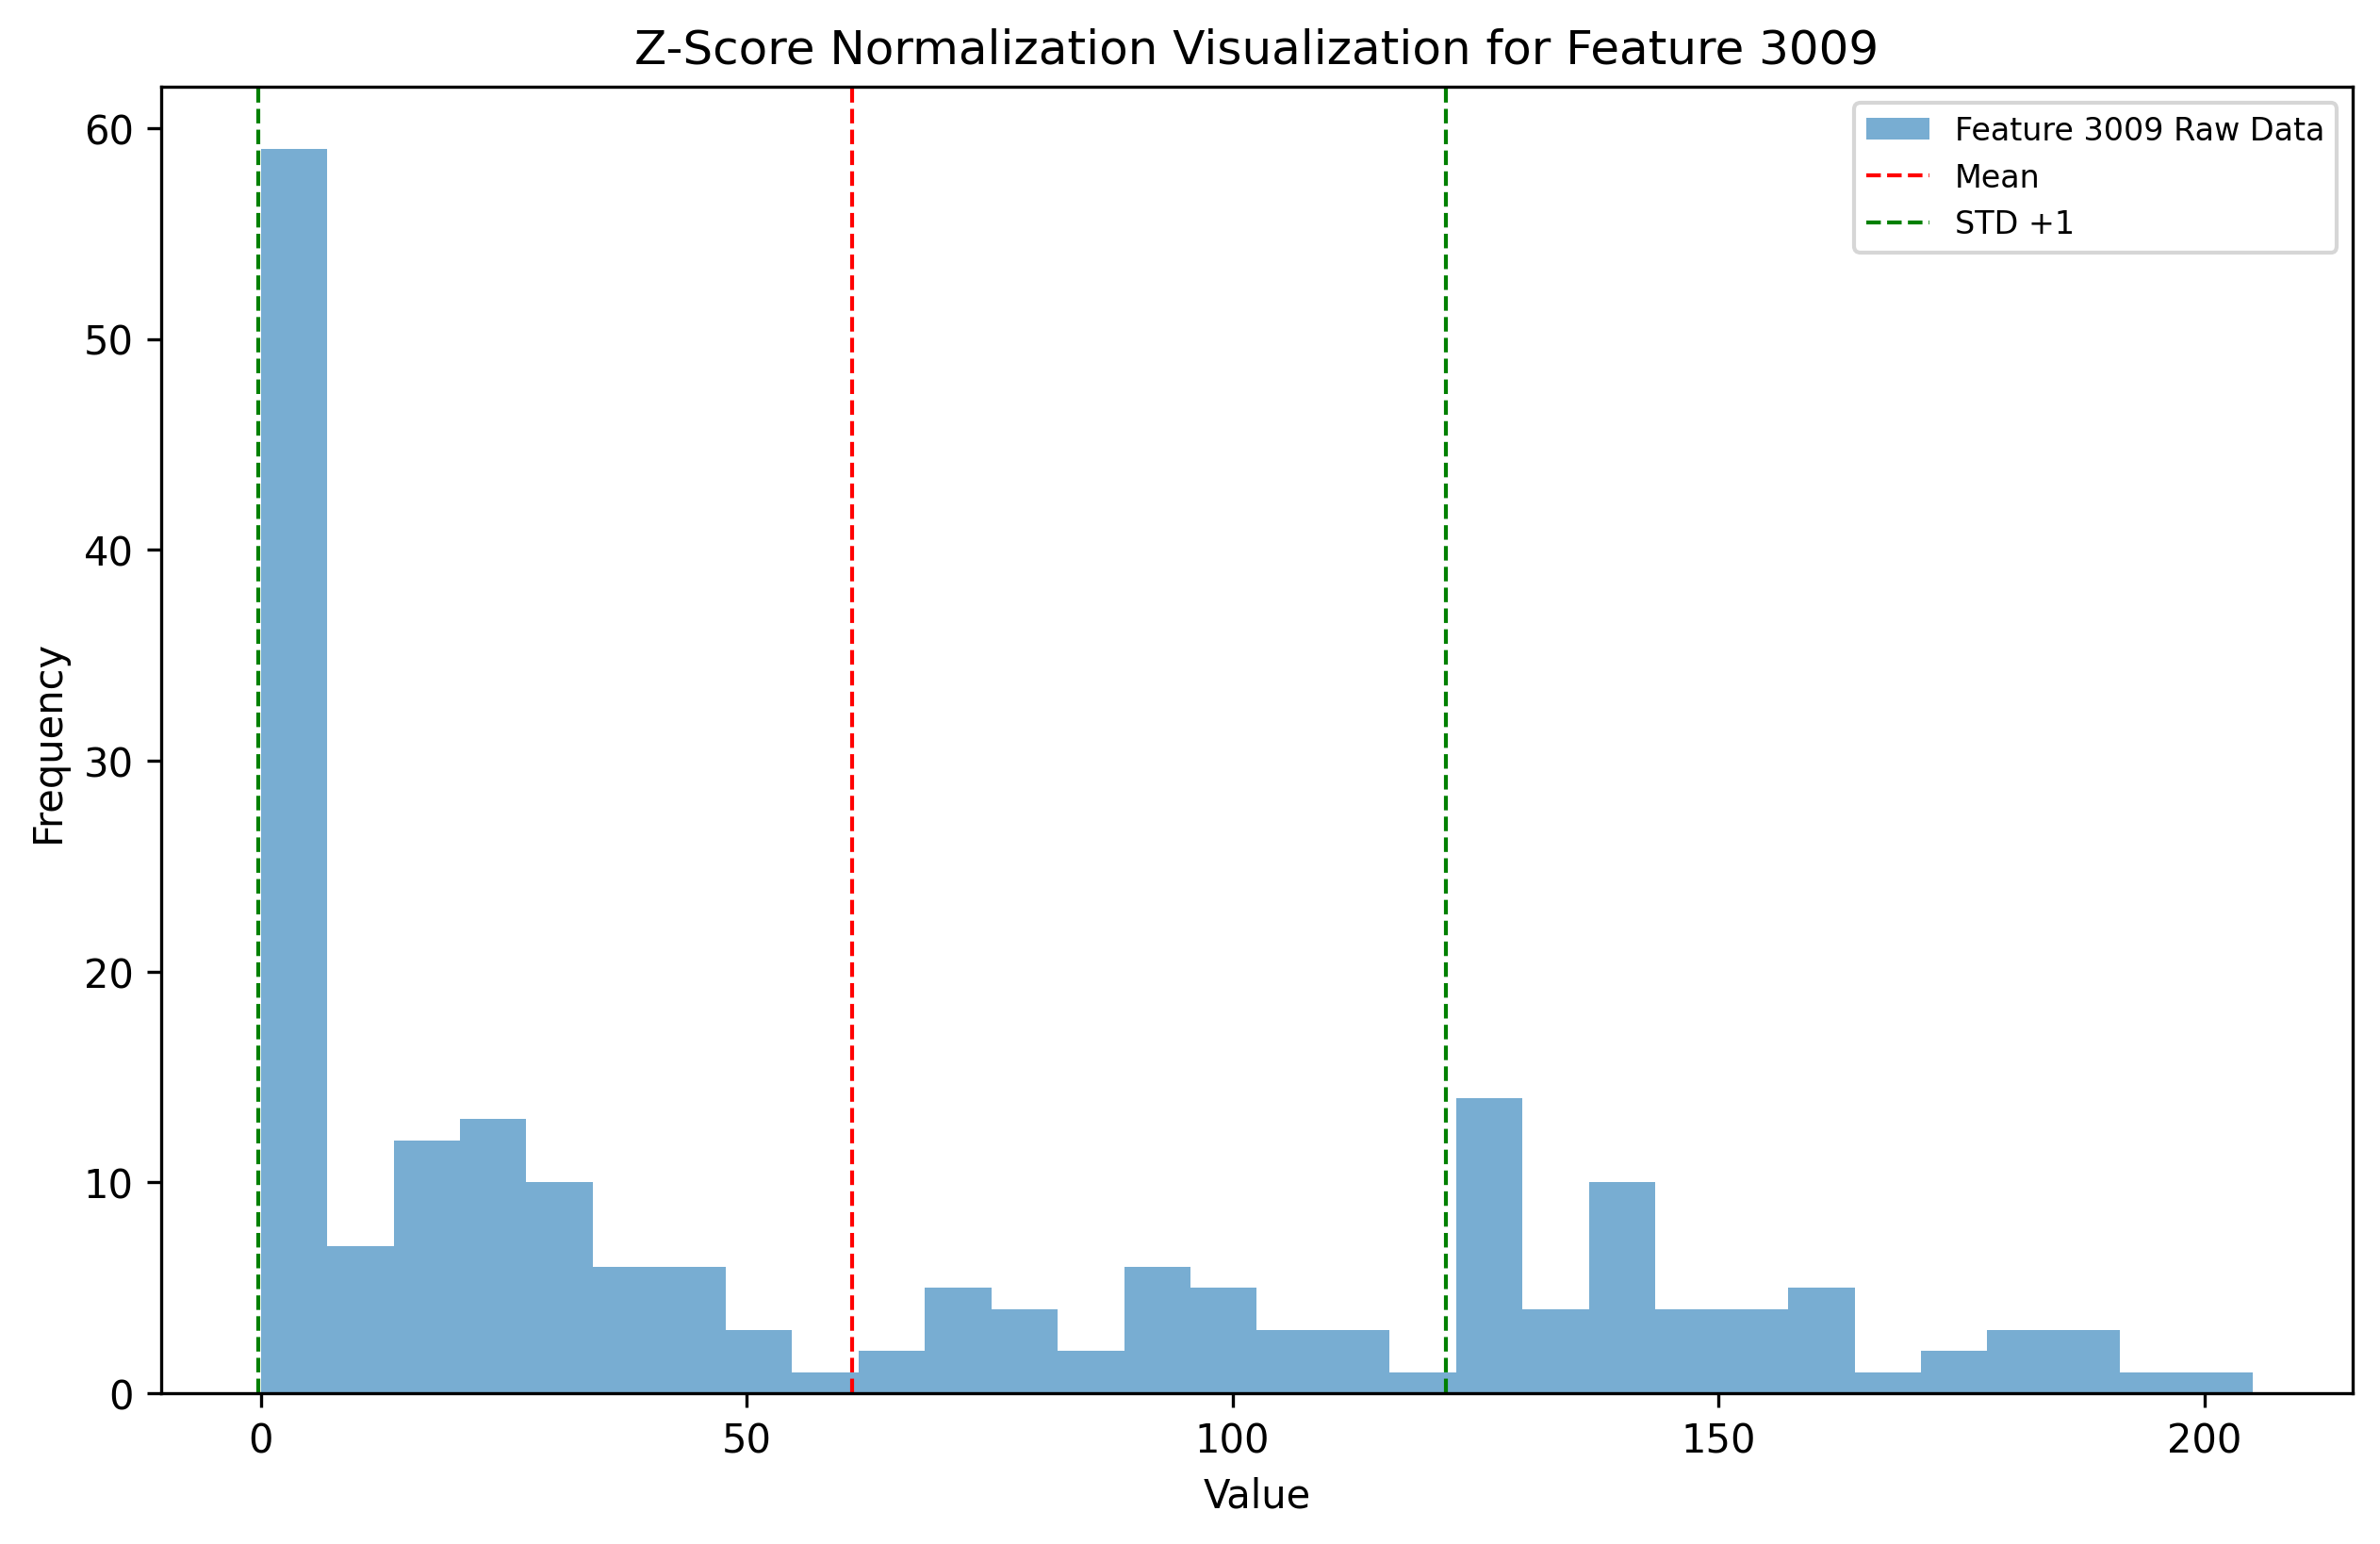 Z-Score Normalization Visualization for Feature 3009
Feature 3009 Raw Data
Mean
STD +1
60
50
40
30
20
10
0
Frequency
0 50 100 150 200
Value